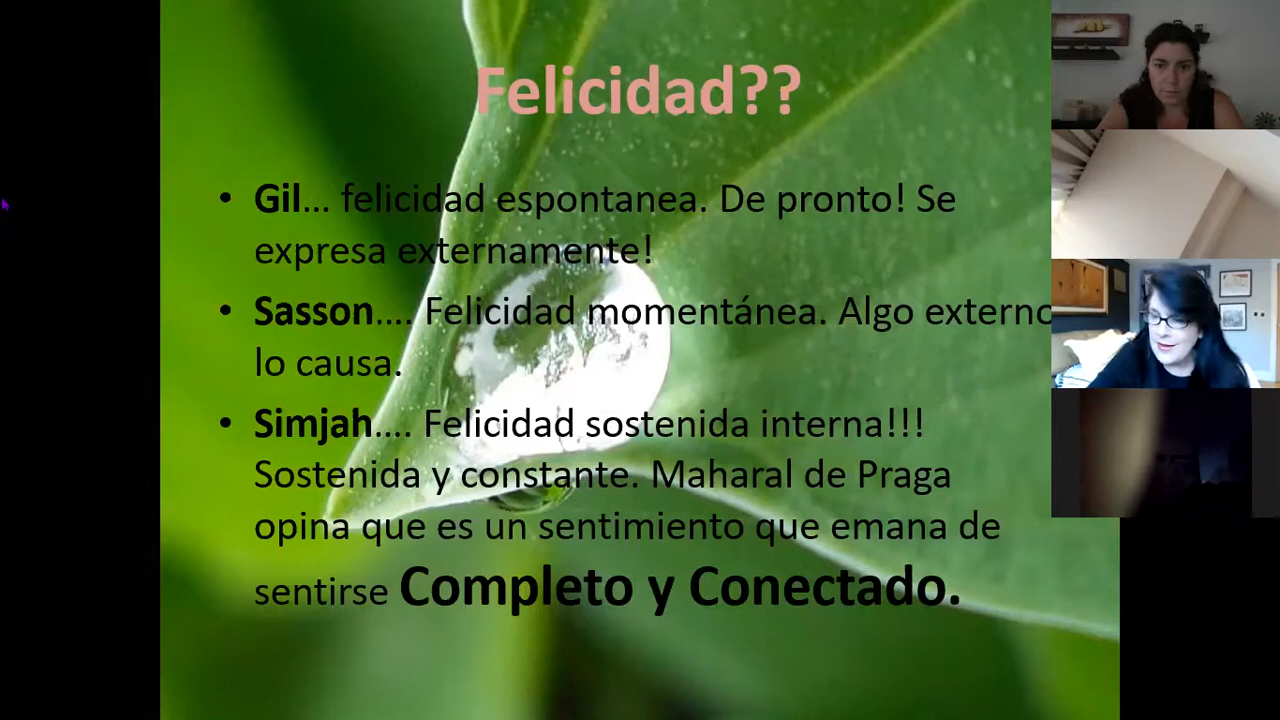 Felicidad??
• Gil... felicidad espontanea. De pronto! Se
expresa externamente!
• Sasson.... Felicidad momentánea. Algo externo
lo causa.
• Simjah.... Felicidad sostenida interna!!!
Sostenida y constante. Maharal de Praga
opina que es un sentimiento que emana de
sentirse Completo y Conectado.